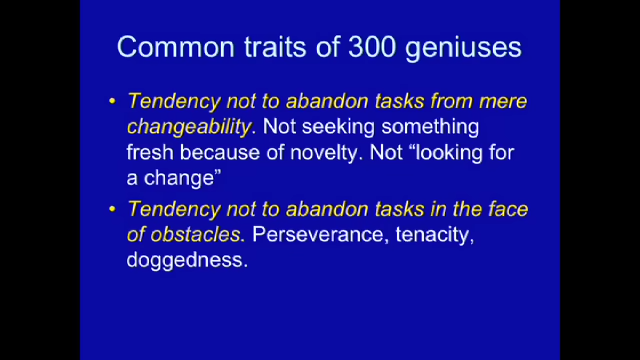 Common traits of 300 geniuses
• Tendency not to abandon tasks from mere
changeability. Not seeking something
fresh because of novelty. Not “looking for
a change”
• Tendency not to abandon tasks in the face
of obstacles. Perseverance, tenacity,
doggedness.